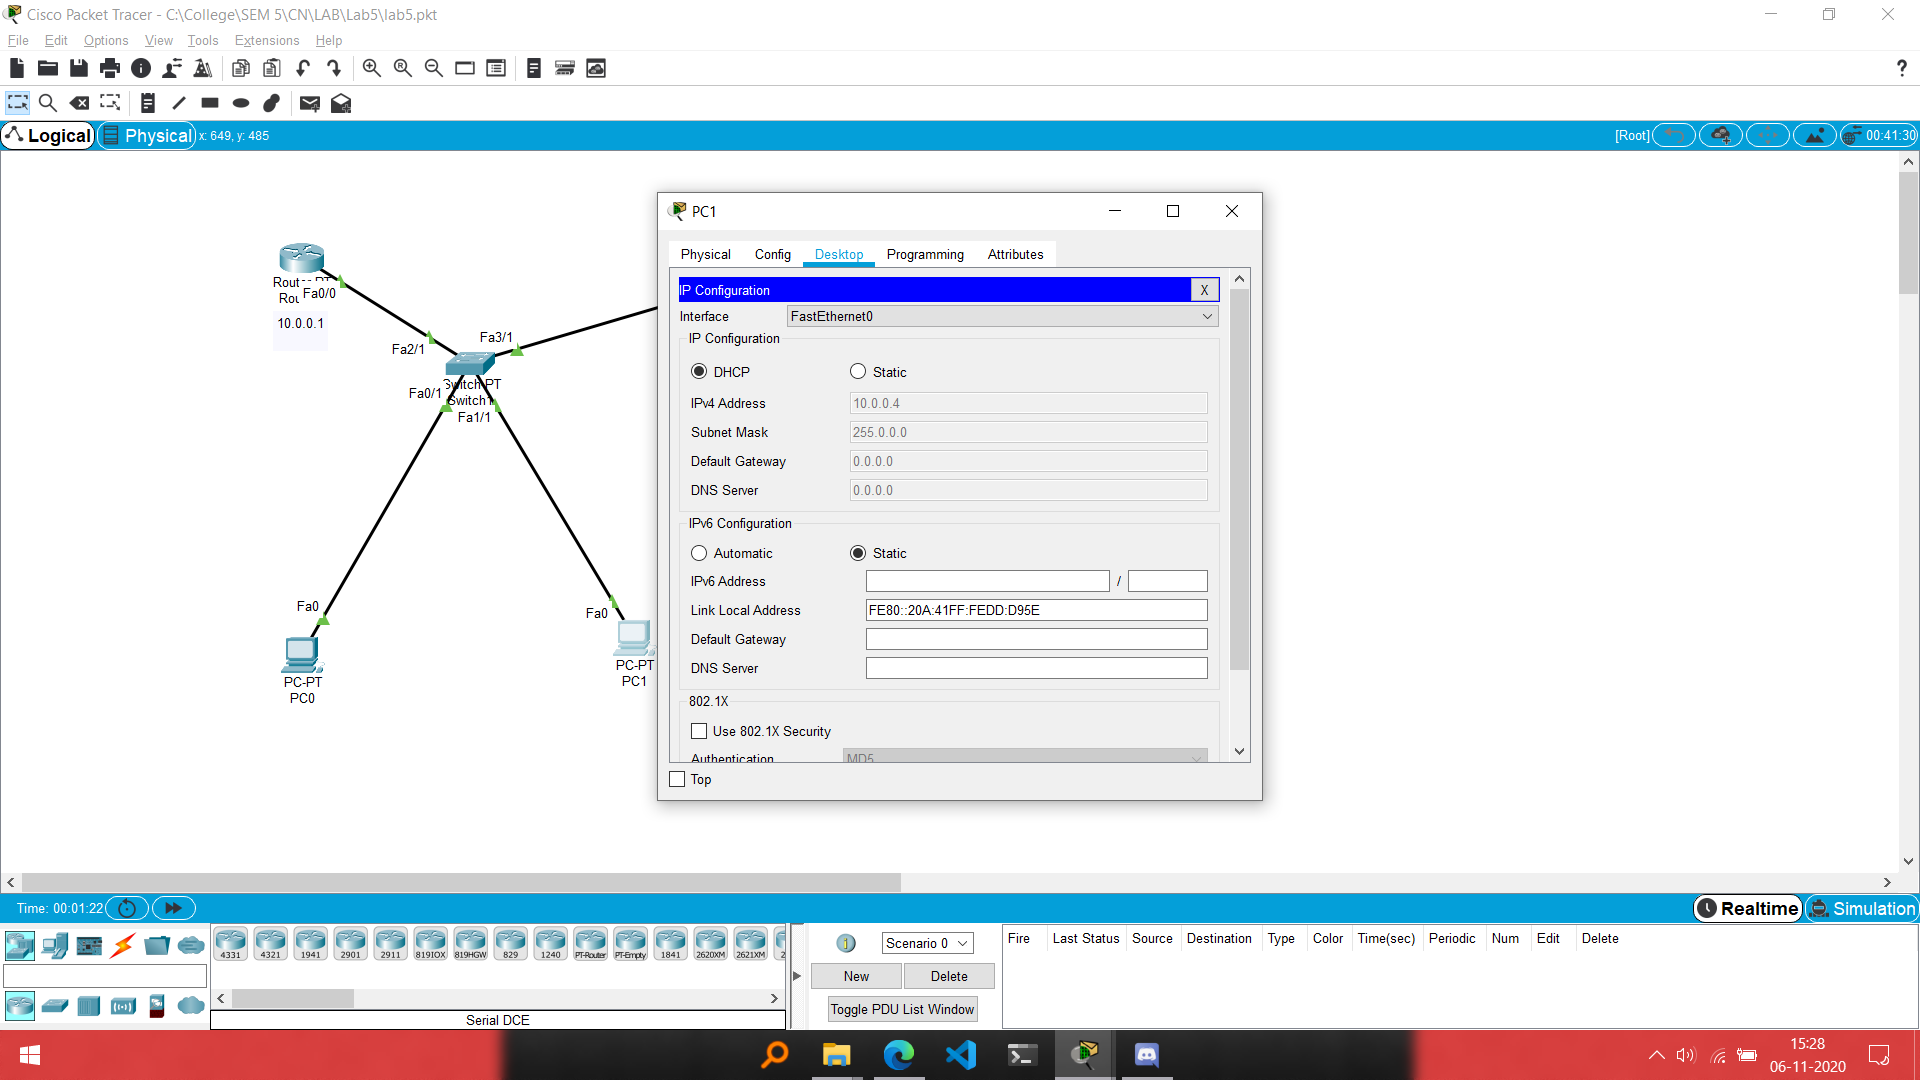 Cisco Packet Tracer - C:\College\SEM 5\CN\LAB\Lab5\lab5.pkt
File Edit Options View Tools Extensions Help
?
Logical Physical x: 649, y: 485 [Root] 00:41:30
Fa0/0
10.0.0.1
Fa2/1
Fa3/1
Fa0/1
Switch-PT
Switch1
Fa1/1
Fa0
PC-PT
PC0
Fa0
PC-PT
PC1
PC1
Physical Config Desktop Programming Attributes
IP Configuration X
Interface FastEthernet0
IP Configuration
DHCP Static
IPv4 Address 10.0.0.4
Subnet Mask 255.0.0.0
Default Gateway 0.0.0.0
DNS Server 0.0.0.0
IPv6 Configuration
Automatic Static
IPv6 Address /
Link Local Address FE80::20A:41FF:FEDD:D95E
Default Gateway
DNS Server
802.1X
Use 802.1X Security
Authentication MD5
Top
Time: 00:01:22 Realtime Simulation
4331 4321 1941 2901 2911 819IOX 819HGW 829 1240 PT-Router PT-Empty 1841 2620XM 2621XM
Serial DCE
Scenario 0
New Delete
Toggle PDU List Window
Fire Last Status Source Destination Type Color Time(sec) Periodic Num Edit Delete
15:28
06-11-2020